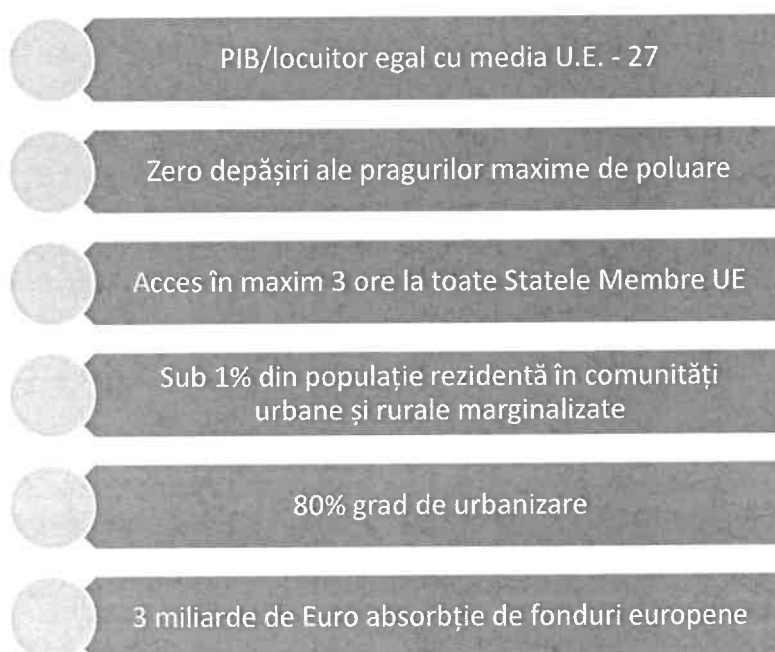 PIB/locuitor egal cu media U.E. - 27
Zero depășiri ale pragurilor maxime de poluare
Acces în maxim 3 ore la toate Statele Membre UE
Sub 1% din populație rezidentă în comunități
urbane și rurale marginalizate
80% grad de urbanizare
3 miliarde de Euro absorbție de fonduri europene